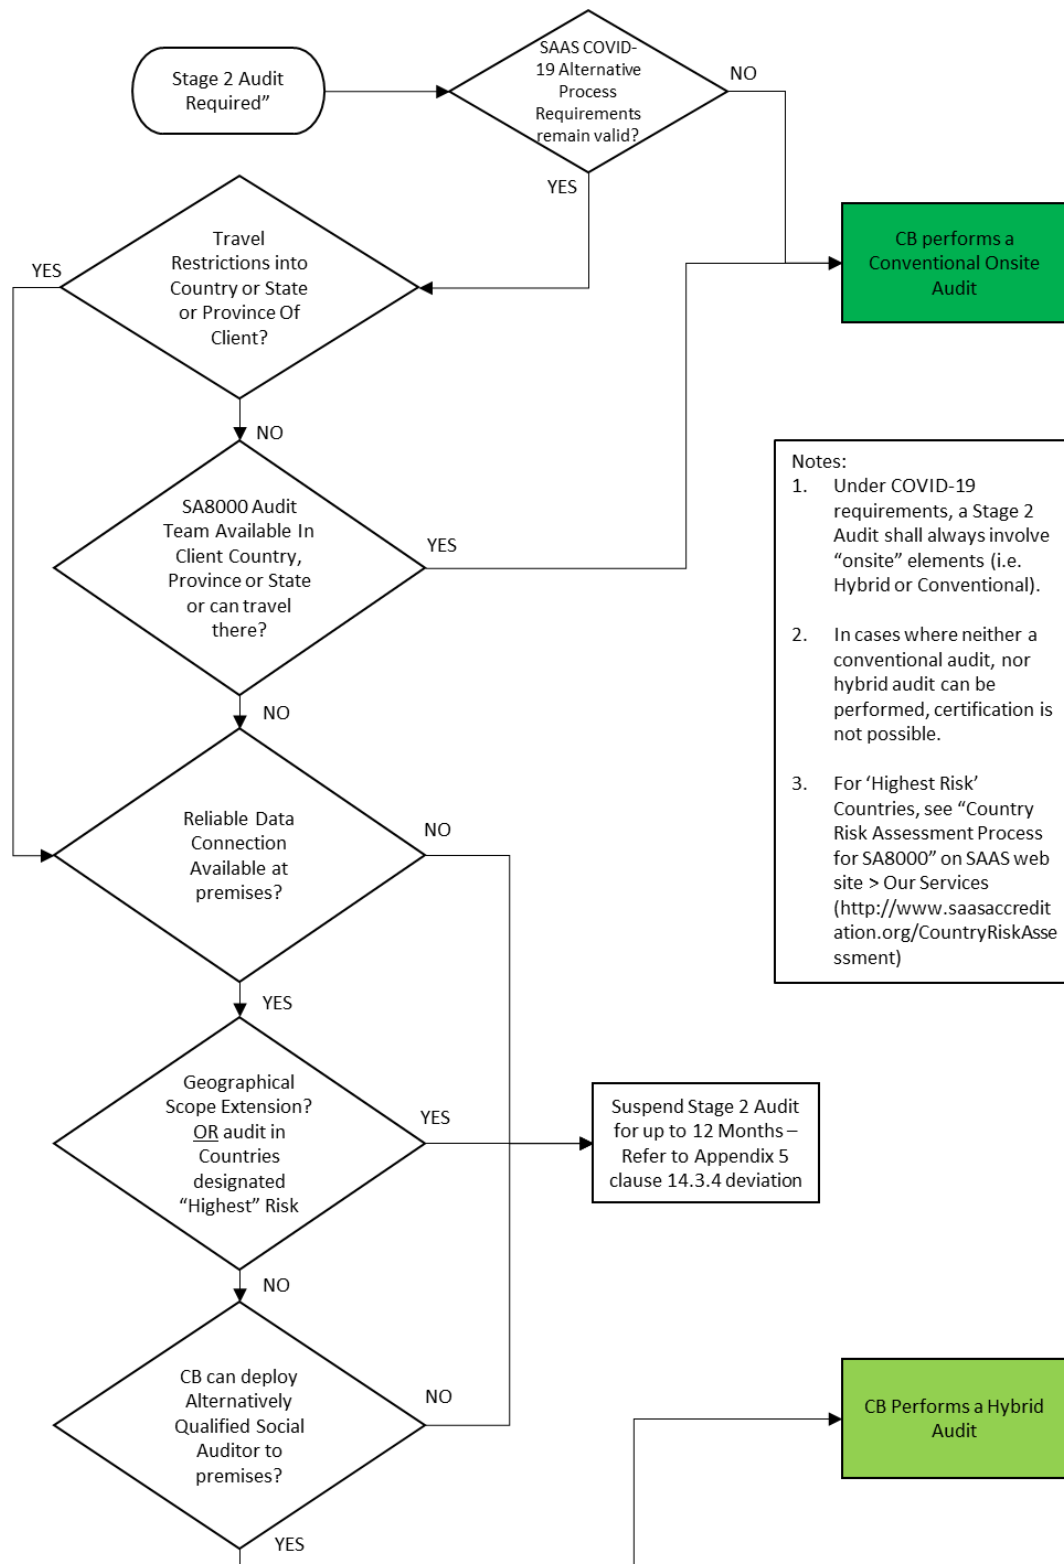 Stage 2 Audit
Required”
SAAS COVID-
19 Alternative
Process
Requirements
remain valid?
NO
YES
Travel
Restrictions into
Country or State
or Province Of
Client?
YES
NO
CB performs a
Conventional Onsite
Audit
SA8000 Audit
Team Available In
Client Country,
Province or State
or can travel
there?
YES
NO
Notes:
1. Under COVID-19
requirements, a Stage 2
Audit shall always involve
“onsite” elements (i.e.
Hybrid or Conventional).
2. In cases where neither a
conventional audit, nor
hybrid audit can be
performed, certification is
not possible.
3. For ‘Highest Risk’
Countries, see “Country
Risk Assessment Process
for SA8000” on SAAS web
site > Our Services
(http://www.saasaccredit
ation.org/CountryRiskAsse
ssment)
Reliable Data
Connection
Available at
premises?
NO
YES
Geographical
Scope Extension?
OR audit in
Countries
designated
“Highest” Risk
YES
NO
Suspend Stage 2 Audit
for up to 12 Months –
Refer to Appendix 5
clause 14.3.4 deviation
CB can deploy
Alternatively
Qualified Social
Auditor to
premises?
NO
YES
CB Performs a Hybrid
Audit